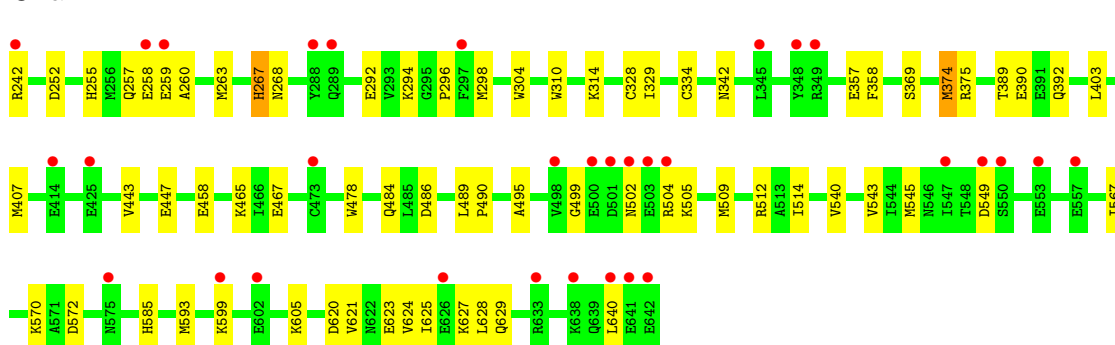 R242 D252 H255 M256 Q257 E258 E259 A260 M263 H267 N268 Y288 Q289 E292 V293 K294 G295 P296 F297 M298 W304 W310 K314 C328 I329 C334 N342 L345 Y348 R349 E357 F358 S369 M374 R375 T389 E390 E391 Q392 L403
M407 E414 E425 V443 E447 E458 K465 I466 E467 C473 W478 Q484 L485 D486 L489 P490 A495 V498 G499 E500 D501 N502 E503 R504 K505 M509 R512 A513 I514 V540 V543 I544 M545 N546 I547 T548 D549 S550 E553 E557 I567
K570 A571 D572 N575 H585 M593 K599 E602 K605 D620 V621 N622 E623 V624 I625 E626 K627 L628 Q629 R633 K638 Q639 L640 E641 E642